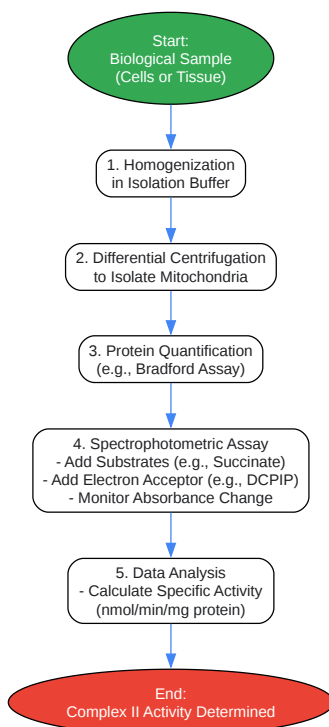 Start:
Biological Sample
(Cells or Tissue)
1. Homogenization
in Isolation Buffer
2. Differential Centrifugation
to Isolate Mitochondria
3. Protein Quantification
(e.g., Bradford Assay)
4. Spectrophotometric Assay
- Add Substrates (e.g., Succinate)
- Add Electron Acceptor (e.g., DCPIP)
- Monitor Absorbance Change
5. Data Analysis
- Calculate Specific Activity
(nmol/min/mg protein)
End:
Complex II Activity Determined